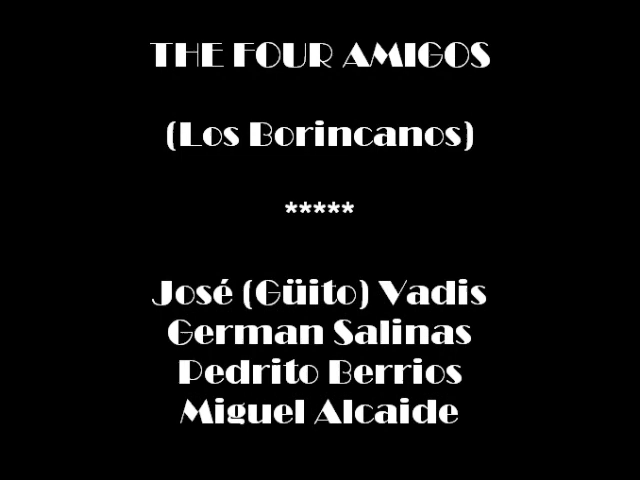 THE FOUR AMIGOS
(Los Borincanos)
*****
José (Güito) Vadis
German Salinas
Pedrito Berrios
Miguel Alcaide